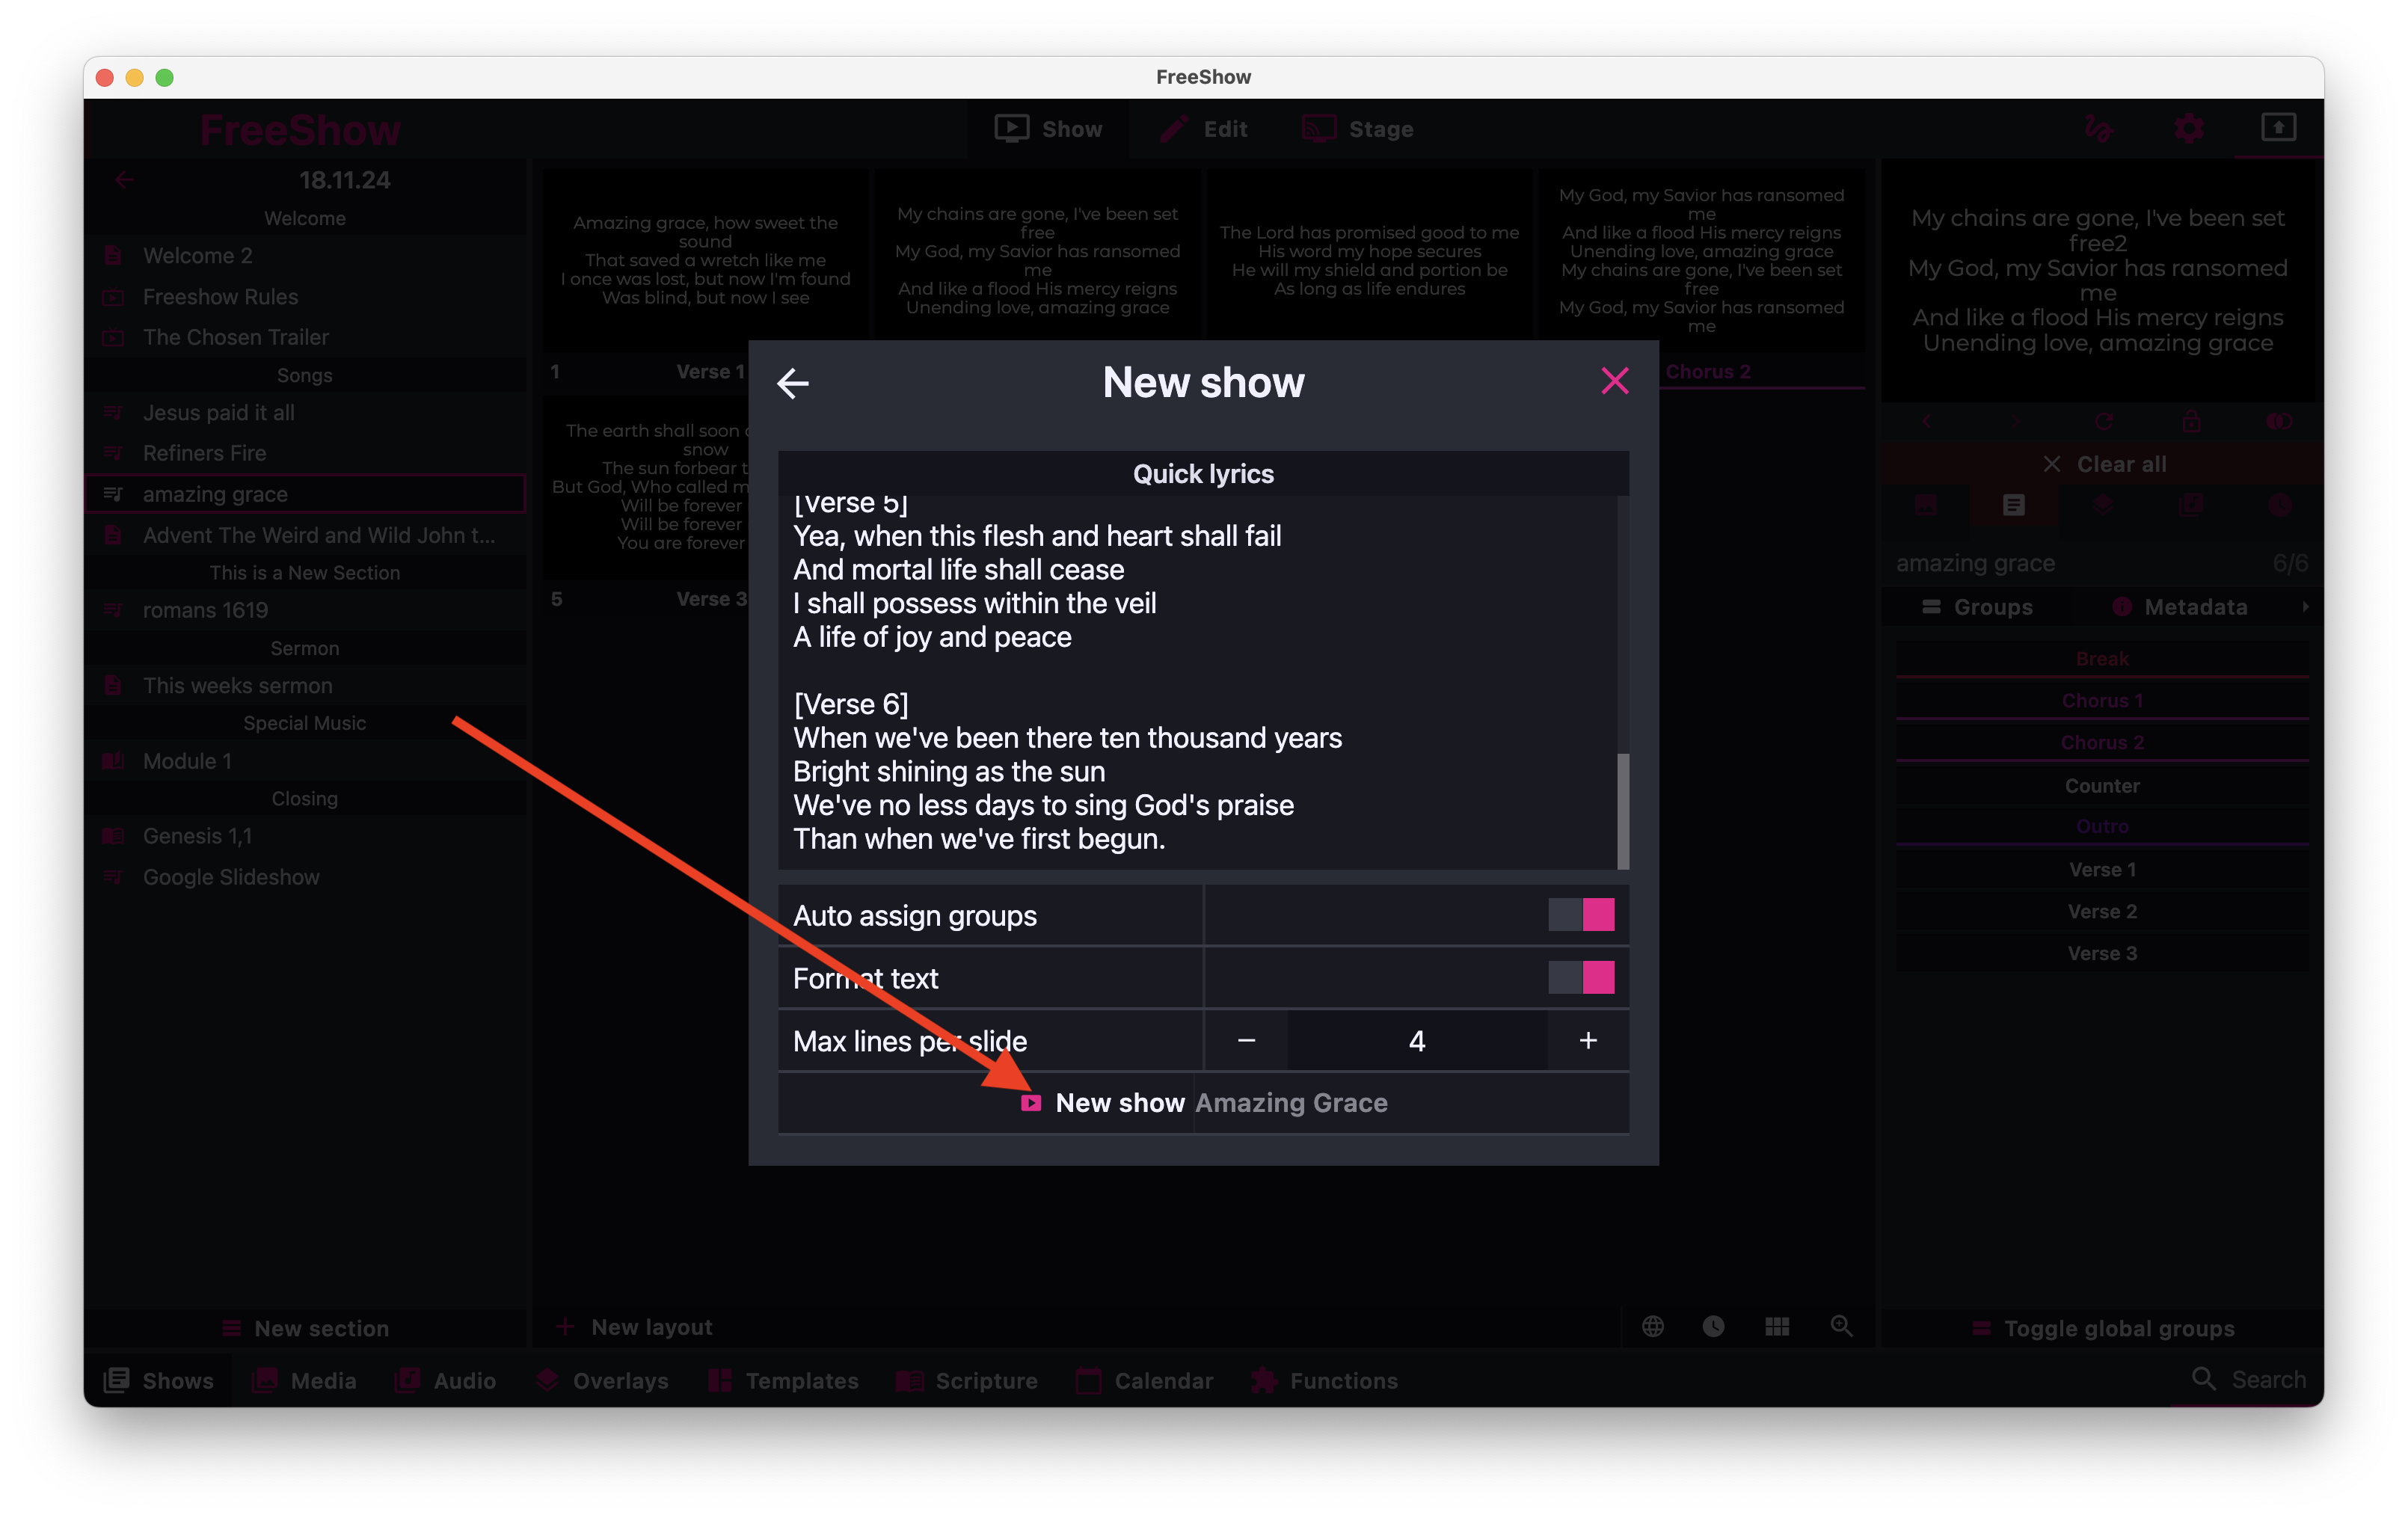 FreeShow
FreeShow
Show
Edit
Stage
18.11.24
Welcome
Welcome 2
Freeshow Rules
The Chosen Trailer
Songs
Jesus paid it all
Refiners Fire
amazing grace
Advent The Weird and Wild John t...
This is a New Section
romans 1619
Sermon
This weeks sermon
Special Music
Module 1
Closing
Genesis 1,1
Google Slideshow
New section
Amazing grace, how sweet the
sound
That saved a wretch like me
I once was lost, but now I'm found
Was blind, but now I see
1 Verse 1
My chains are gone, I've been set
free
My God, my Savior has ransomed
me
And like a flood His mercy reigns
Unending love, amazing grace
The Lord has promised good to me
His word my hope secures
He will my shield and portion be
As long as life endures
My God, my Savior has ransomed
me
And like a flood His mercy reigns
Unending love, amazing grace
My chains are gone, I've been set
free
My God, my Savior has ransomed
me
Chorus 2
The earth shall soon
snow
The sun forbear
But God, Who called
Will be forever
Will be forever
You are forever
5 Verse 3
New show
Quick lyrics
[Verse 5]
Yea, when this flesh and heart shall fail
And mortal life shall cease
I shall possess within the veil
A life of joy and peace
[Verse 6]
When we've been there ten thousand years
Bright shining as the sun
We've no less days to sing God's praise
Than when we've first begun.
Auto assign groups
Format text
Max lines per slide − 4 +
New show Amazing Grace
New layout
My chains are gone, I've been set
free2
My God, my Savior has ransomed
me
And like a flood His mercy reigns
Unending love, amazing grace
Clear all
amazing grace 6/6
Groups Metadata
Break
Chorus 1
Chorus 2
Counter
Outro
Verse 1
Verse 2
Verse 3
Toggle global groups
Shows
Media
Audio
Overlays
Templates
Scripture
Calendar
Functions
Search